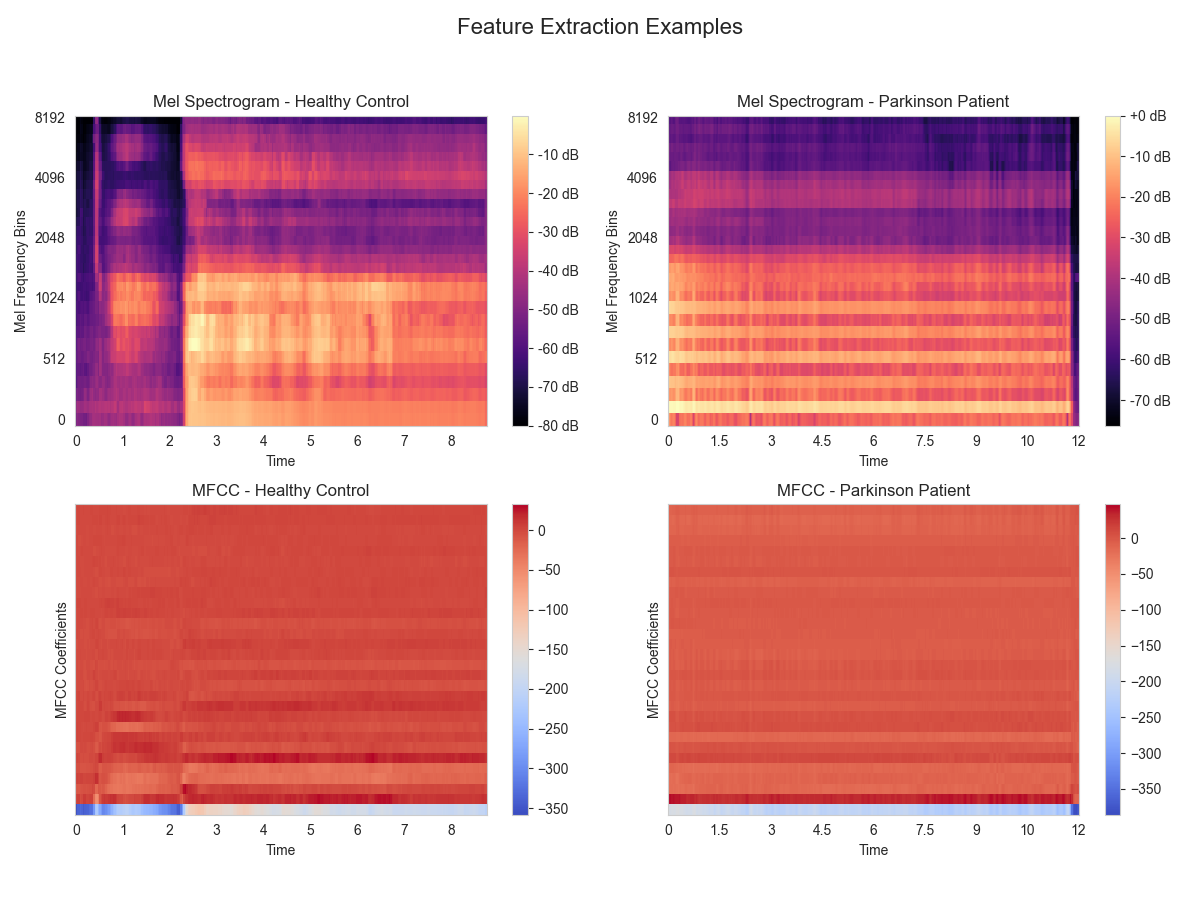 Feature Extraction Examples
Mel Spectrogram - Healthy Control
Mel Frequency Bins
8192
4096
2048
1024
512
0
0 1 2 3 4 5 6 7 8
Time
-10 dB
-20 dB
-30 dB
-40 dB
-50 dB
-60 dB
-70 dB
-80 dB
Mel Spectrogram - Parkinson Patient
Mel Frequency Bins
8192
4096
2048
1024
512
0
0 1.5 3 4.5 6 7.5 9 10 12
Time
+0 dB
-10 dB
-20 dB
-30 dB
-40 dB
-50 dB
-60 dB
-70 dB
MFCC - Healthy Control
MFCC Coefficients
0 1 2 3 4 5 6 7 8
Time
0
−50
−100
−150
−200
−250
−300
−350
MFCC - Parkinson Patient
MFCC Coefficients
0 1.5 3 4.5 6 7.5 9 10 12
Time
0
−50
−100
−150
−200
−250
−300
−350